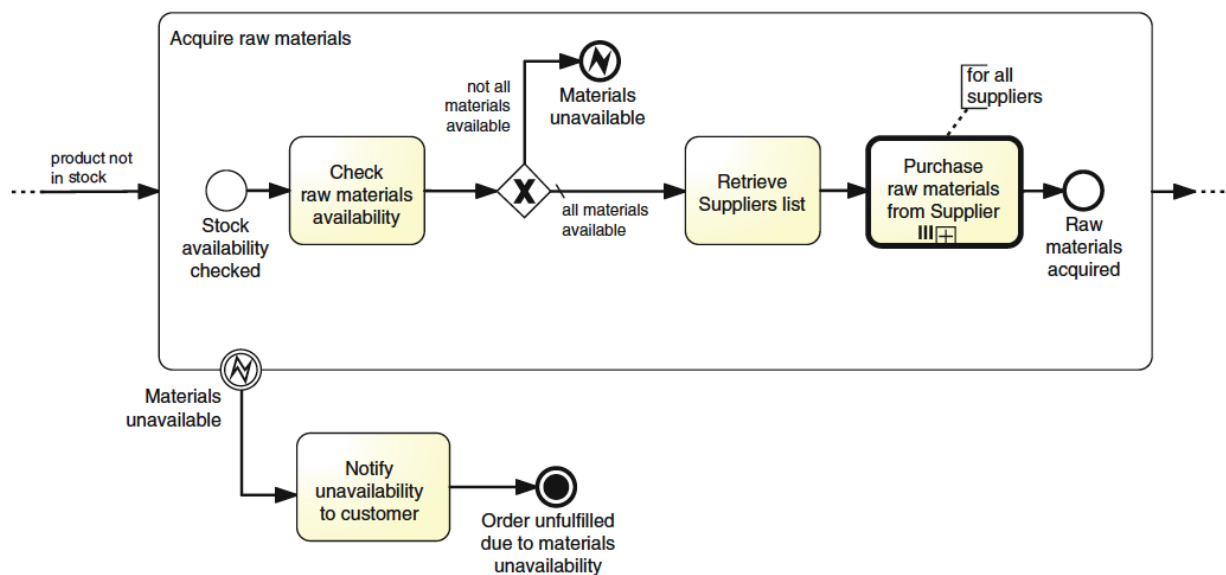 Acquire raw materials
product not
in stock
Stock
availability
checked
Check
raw materials
availability
not all
materials
available
Materials
unavailable
X
all materials
available
Retrieve
Suppliers list
for all
suppliers
Purchase
raw materials
from Supplier
Raw
materials
acquired
Materials
unavailable
Notify
unavailability
to customer
Order unfulfilled
due to materials
unavailability